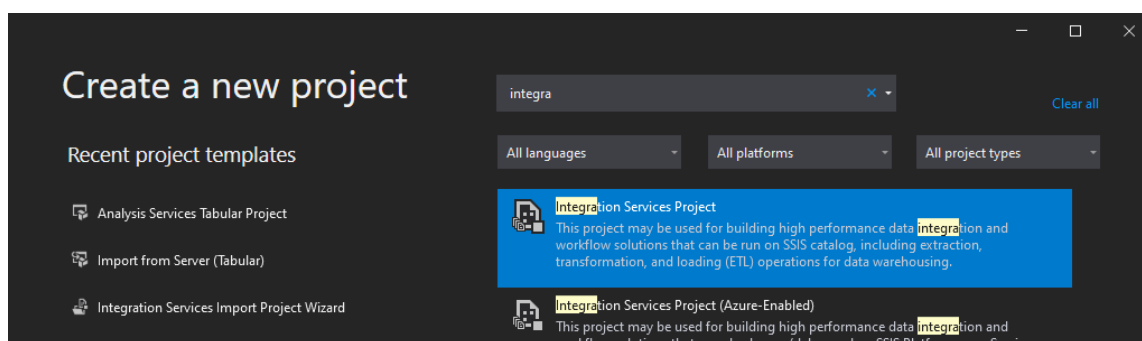 Create a new project
integra
Clear all
Recent project templates
All languages
All platforms
All project types
Analysis Services Tabular Project
Import from Server (Tabular)
Integration Services Import Project Wizard
Integration Services Project
This project may be used for building high performance data integration and
workflow solutions that can be run on SSIS catalog, including extraction,
transformation, and loading (ETL) operations for data warehousing.
Integration Services Project (Azure-Enabled)
This project may be used for building high performance data integration and